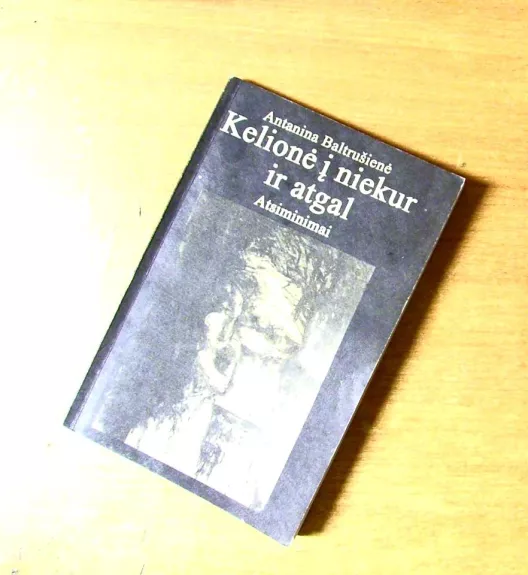 Antanina Baltrušienė
Kelionė į niekur
ir atgal
Atsiminimai